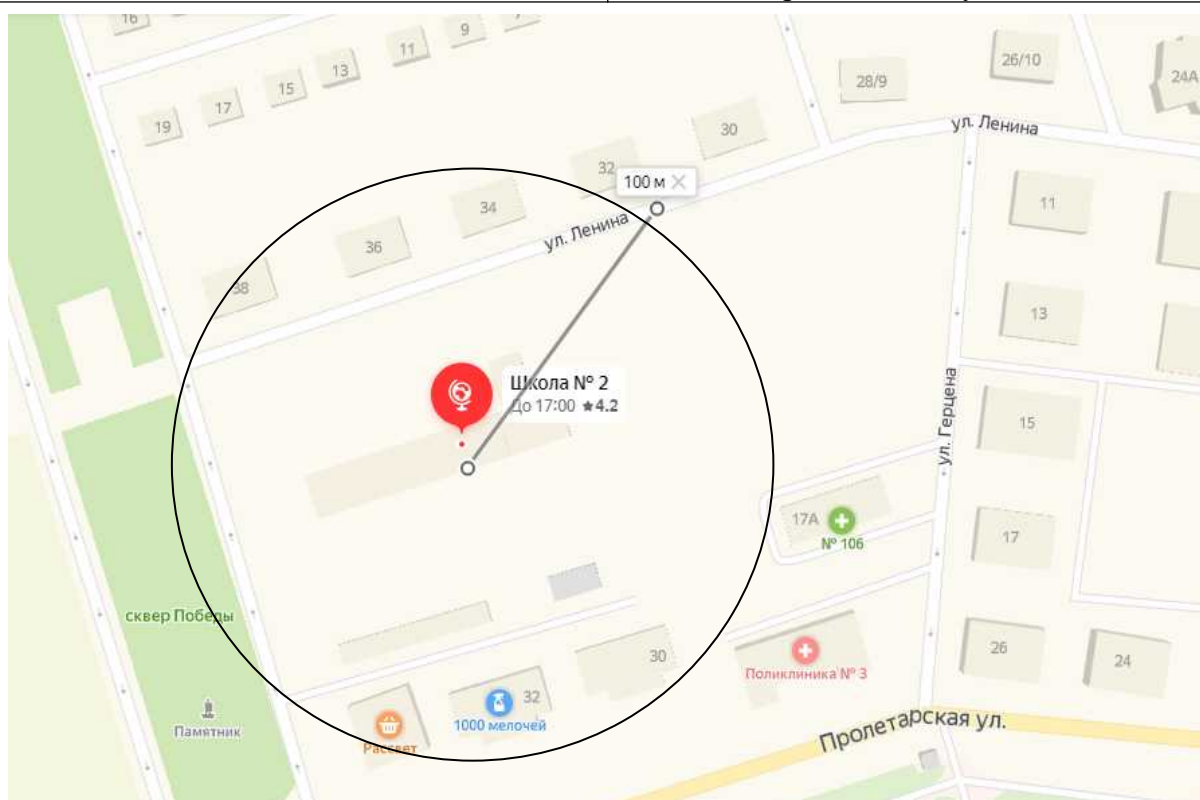 16
7
9
11
13
15
17
19
26/10
28/9
24А
ул. Ленина
30
32
100 м
34
ул. Ленина
11
36
38
13
Школа № 2
До 17:00 ★4.2
ул. Герцена
15
17А
№ 106
17
сквер Победы
30
26
24
Поликлиника № 3
32
1000 мелочей
Памятник
Рассвет
Пролетарская ул.